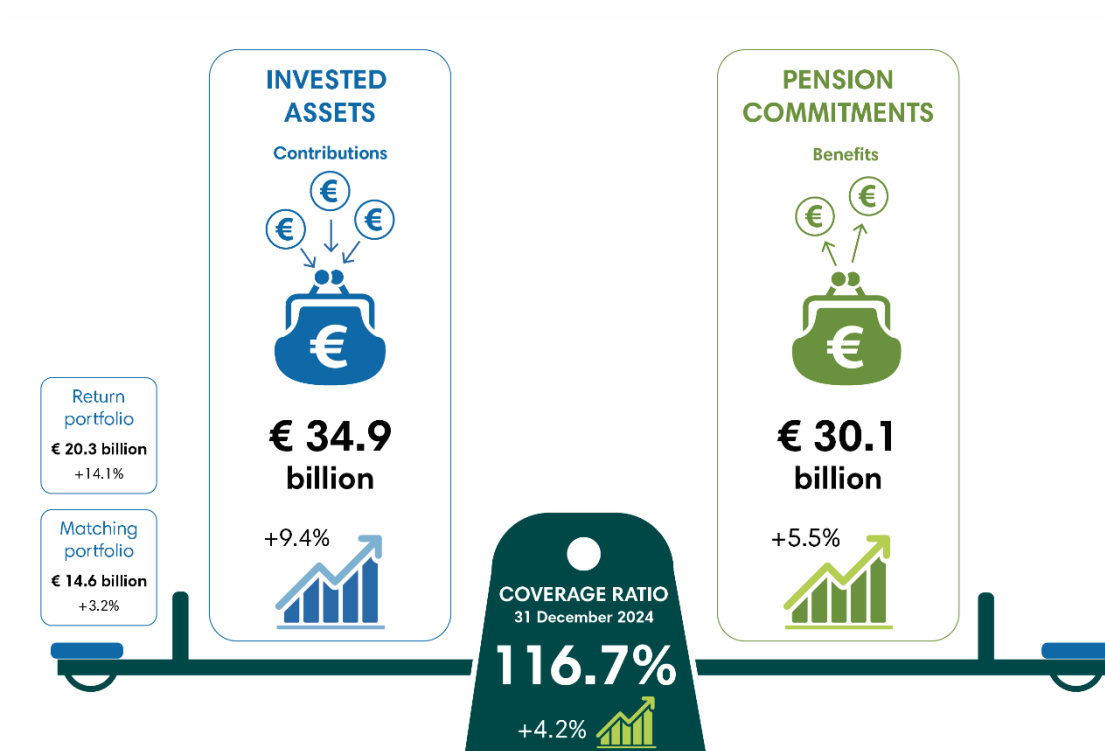 INVESTED
ASSETS
Contributions
€
€
€
€
€ 34.9
billion
+9.4%
Return
portfolio
€ 20.3 billion
+14.1%
Matching
portfolio
€ 14.6 billion
+3.2%
PENSION
COMMITMENTS
Benefits
€
€
€
€ 30.1
billion
+5.5%
COVERAGE RATIO
31 December 2024
116.7%
+4.2%